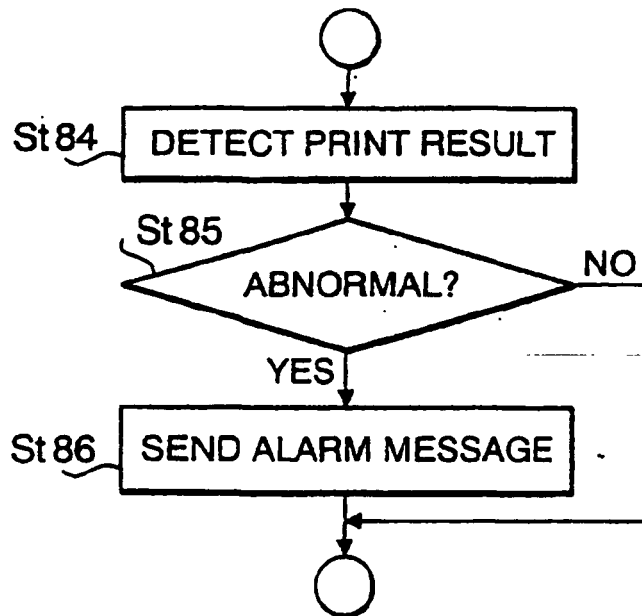 St84
DETECT PRINT RESULT
St85
ABNORMAL?
NO
YES
St86
SEND ALARM MESSAGE